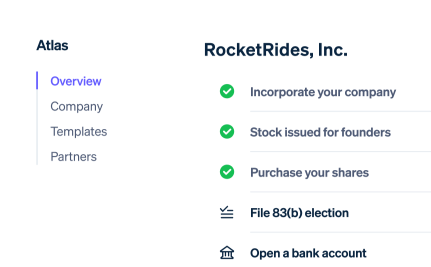 Atlas
RocketRides, Inc.
Overview
Company
Templates
Partners
Incorporate your company
Stock issued for founders
Purchase your shares
File 83(b) election
Open a bank account